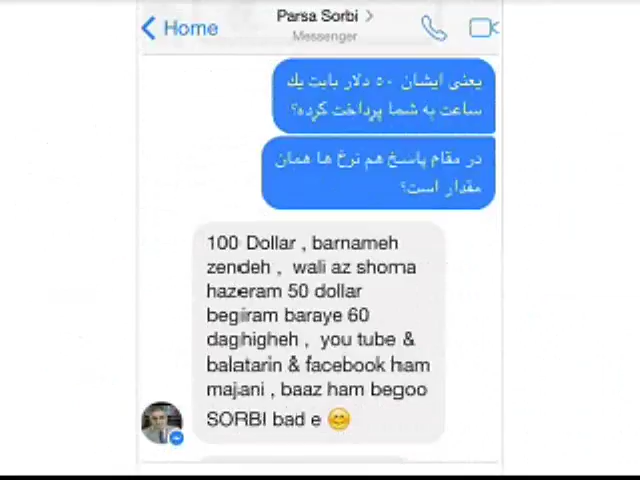 Home
Parsa Sorbi
Messenger
یعنی ایشان ۵۰ دلار بابت یك
ساعت به شما پرداخت کرده؟
در مقام پاسخ هم نرخ ها همان
مقدار است؟
100 Dollar , barnameh
zendeh , wali az shoma
hazeram 50 dollar
begiram baraye 60
daghigheh , you tube &
balatarin & facebook ham
majani , baaz ham begoo
SORBI bad e 😊